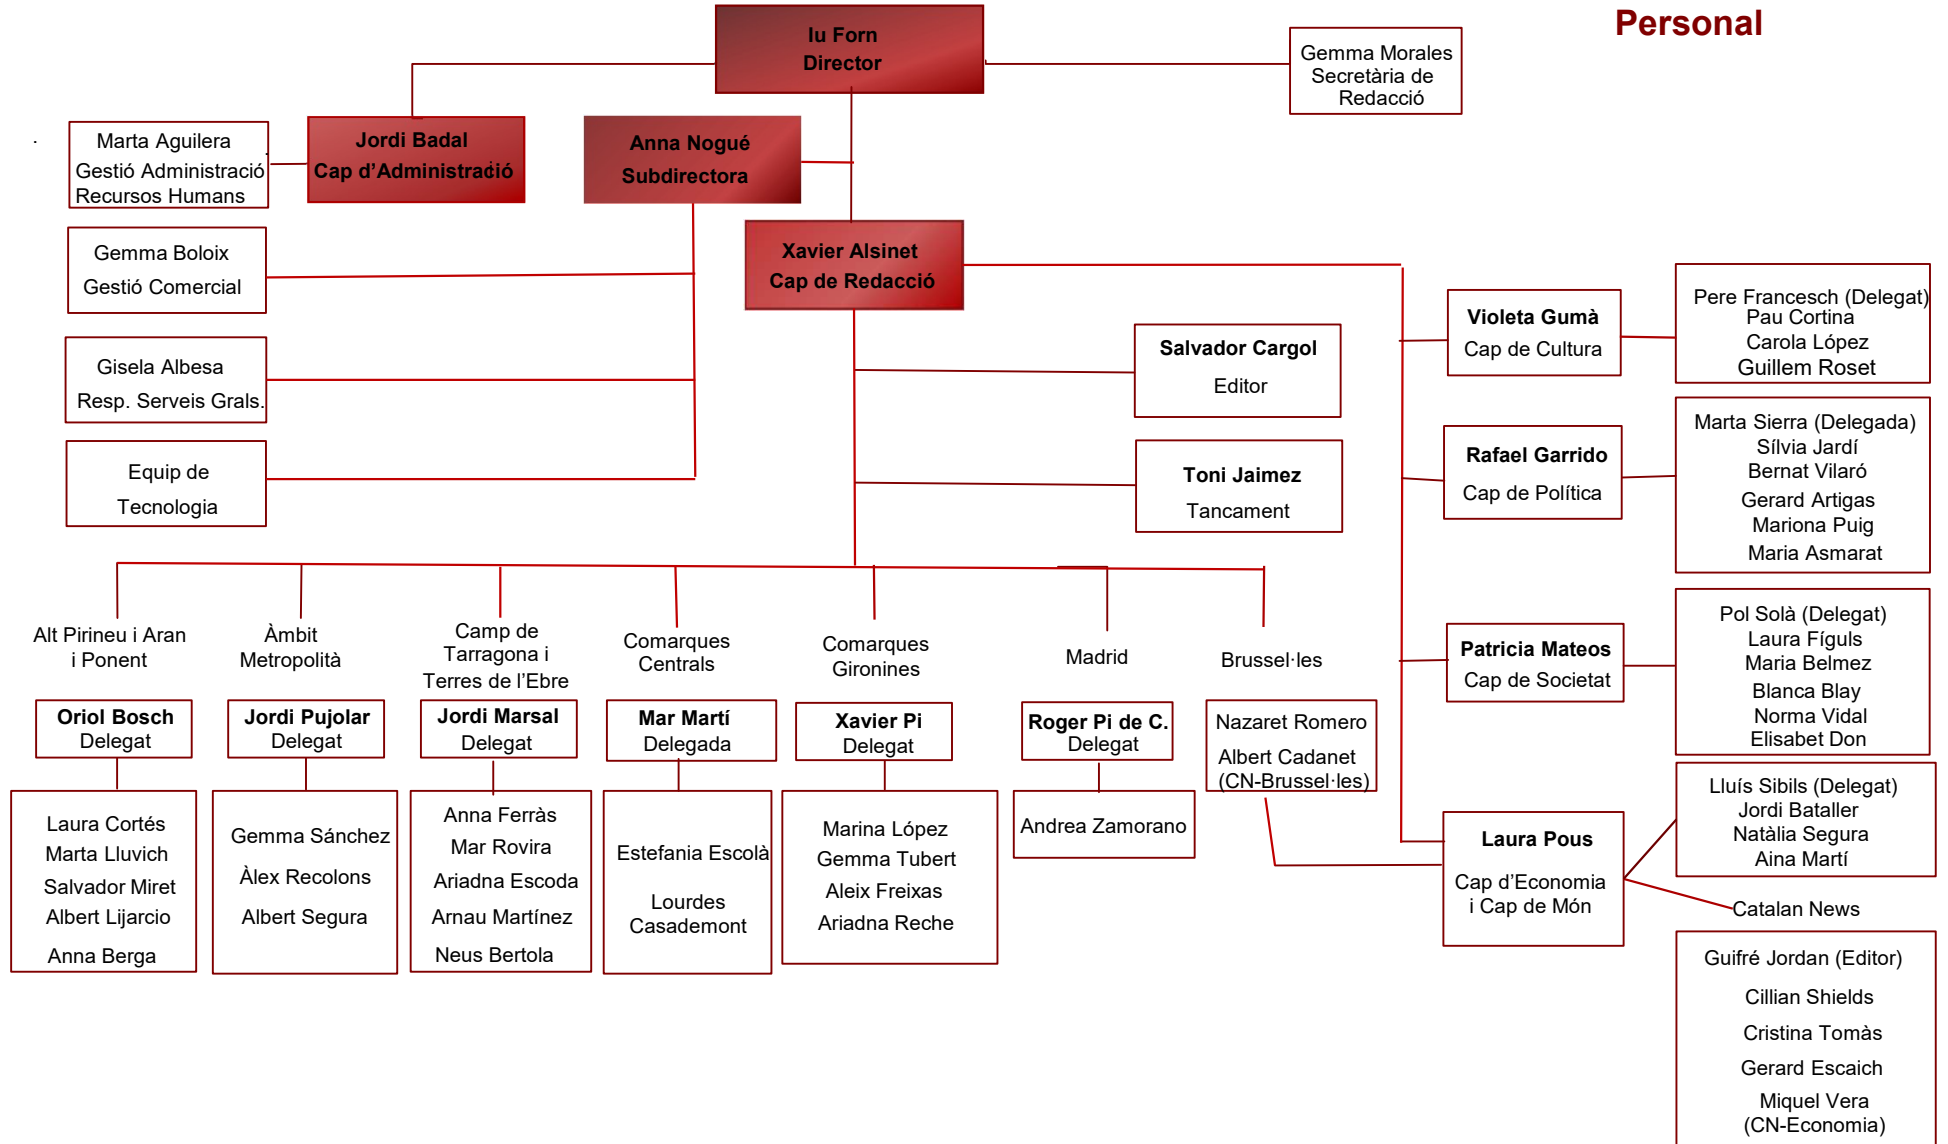 Personal
Iu Forn
Director
Gemma Morales
Secretària de
Redacció
Marta Aguilera
Gestió Administració
Recursos Humans
Jordi Badal
Cap d’Administració
Anna Nogué
Subdirectora
Gemma Boloix
Gestió Comercial
Xavier Alsinet
Cap de Redacció
Gisela Albesa
Resp. Serveis Grals.
Equip de
Tecnologia
Salvador Cargol
Editor
Toni Jaimez
Tancament
Violeta Gumà
Cap de Cultura
Pere Francesch (Delegat)
Pau Cortina
Carola López
Guillem Roset
Rafael Garrido
Cap de Política
Marta Sierra (Delegada)
Sílvia Jardí
Bernat Vilaró
Gerard Artigas
Mariona Puig
Maria Asmarat
Patricia Mateos
Cap de Societat
Pol Solà (Delegat)
Laura Fíguls
Maria Belmez
Blanca Blay
Norma Vidal
Elisabet Don
Laura Pous
Cap d’Economia
i Cap de Món
Lluís Sibils (Delegat)
Jordi Bataller
Natàlia Segura
Aina Martí
Catalan News
Guifré Jordan (Editor)
Cillian Shields
Cristina Tomàs
Gerard Escaich
Miquel Vera
(CN-Economia)
Alt Pirineu i Aran
i Ponent
Oriol Bosch
Delegat
Laura Cortés
Marta Lluvich
Salvador Miret
Albert Lijarcio
Anna Berga
Àmbit
Metropolità
Jordi Pujolar
Delegat
Gemma Sánchez
Àlex Recolons
Albert Segura
Camp de
Tarragona i
Terres de l’Ebre
Jordi Marsal
Delegat
Anna Ferràs
Mar Rovira
Ariadna Escoda
Arnau Martínez
Neus Bertola
Comarques
Centrals
Mar Martí
Delegada
Estefania Escolà
Lourdes
Casademont
Comarques
Gironines
Xavier Pi
Delegat
Marina López
Gemma Tubert
Aleix Freixas
Ariadna Reche
Madrid
Roger Pi de C.
Delegat
Andrea Zamorano
Brussel·les
Nazaret Romero
Albert Cadanet
(CN-Brussel·les)